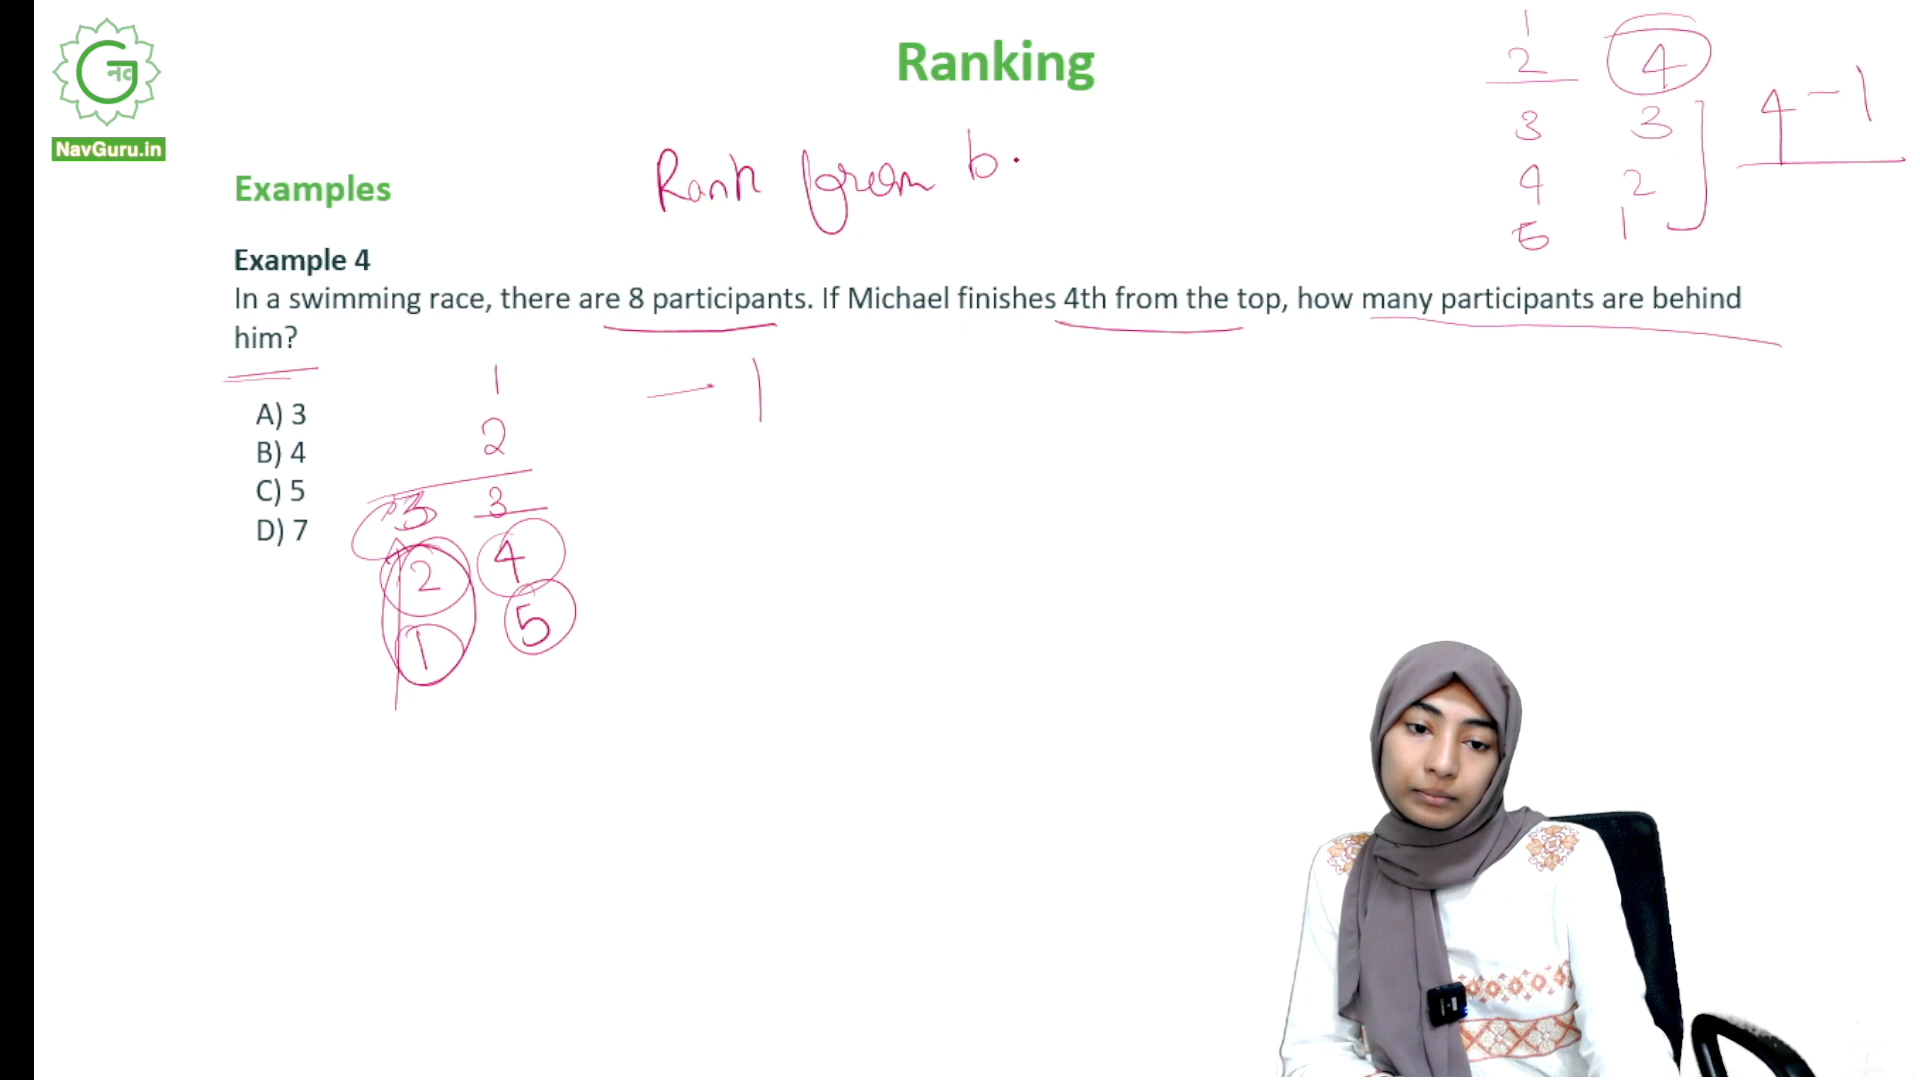 Ranking
नव
NavGuru.in
Examples
Rank from b.
1
2 4
3 3
4 2
5 1
4 - 1
Example 4
In a swimming race, there are 8 participants. If Michael finishes 4th from the top, how many participants are behind
him?
A) 3
B) 4
C) 5
D) 7
1
2
3 3
2 4
1 5
- 1